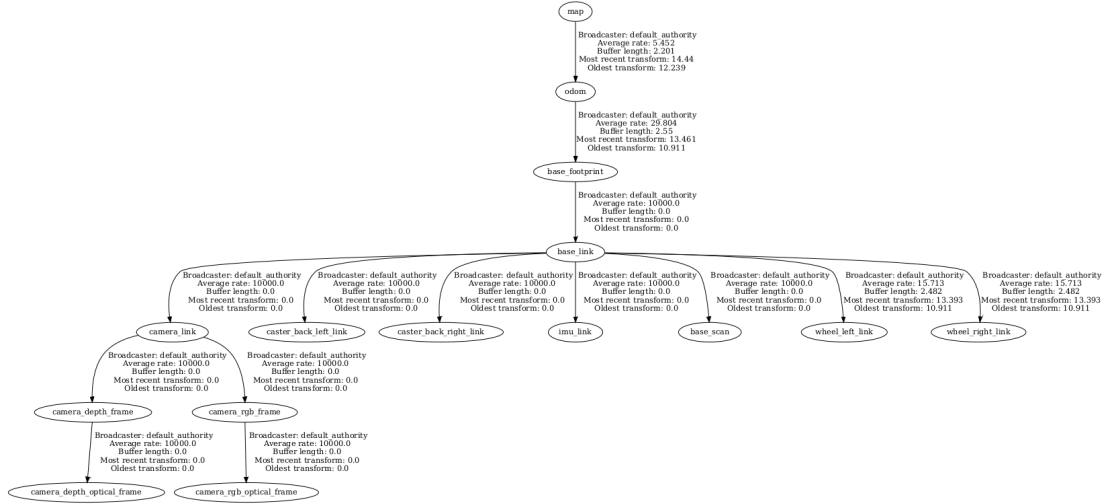 map
Broadcaster: default_authority
Average rate: 5.452
Buffer length: 2.201
Most recent transform: 14.44
Oldest transform: 12.239
odom
Broadcaster: default_authority
Average rate: 29.804
Buffer length: 2.55
Most recent transform: 13.461
Oldest transform: 10.911
base_footprint
Broadcaster: default_authority
Average rate: 10000.0
Buffer length: 0.0
Most recent transform: 0.0
Oldest transform: 0.0
base_link
Broadcaster: default_authority
Average rate: 10000.0
Buffer length: 0.0
Most recent transform: 0.0
Oldest transform: 0.0
Broadcaster: default_authority
Average rate: 10000.0
Buffer length: 0.0
Most recent transform: 0.0
Oldest transform: 0.0
Broadcaster: default_authority
Average rate: 10000.0
Buffer length: 0.0
Most recent transform: 0.0
Oldest transform: 0.0
Broadcaster: default_authority
Average rate: 10000.0
Buffer length: 0.0
Most recent transform: 0.0
Oldest transform: 0.0
Broadcaster: default_authority
Average rate: 10000.0
Buffer length: 0.0
Most recent transform: 0.0
Oldest transform: 0.0
Broadcaster: default_authority
Average rate: 15.713
Buffer length: 2.482
Most recent transform: 13.393
Oldest transform: 10.911
Broadcaster: default_authority
Average rate: 15.713
Buffer length: 2.482
Most recent transform: 13.393
Oldest transform: 10.911
camera_link
caster_back_left_link
caster_back_right_link
imu_link
base_scan
wheel_left_link
wheel_right_link
Broadcaster: default_authority
Average rate: 10000.0
Buffer length: 0.0
Most recent transform: 0.0
Oldest transform: 0.0
Broadcaster: default_authority
Average rate: 10000.0
Buffer length: 0.0
Most recent transform: 0.0
Oldest transform: 0.0
camera_depth_frame
camera_rgb_frame
Broadcaster: default_authority
Average rate: 10000.0
Buffer length: 0.0
Most recent transform: 0.0
Oldest transform: 0.0
Broadcaster: default_authority
Average rate: 10000.0
Buffer length: 0.0
Most recent transform: 0.0
Oldest transform: 0.0
camera_depth_optical_frame
camera_rgb_optical_frame